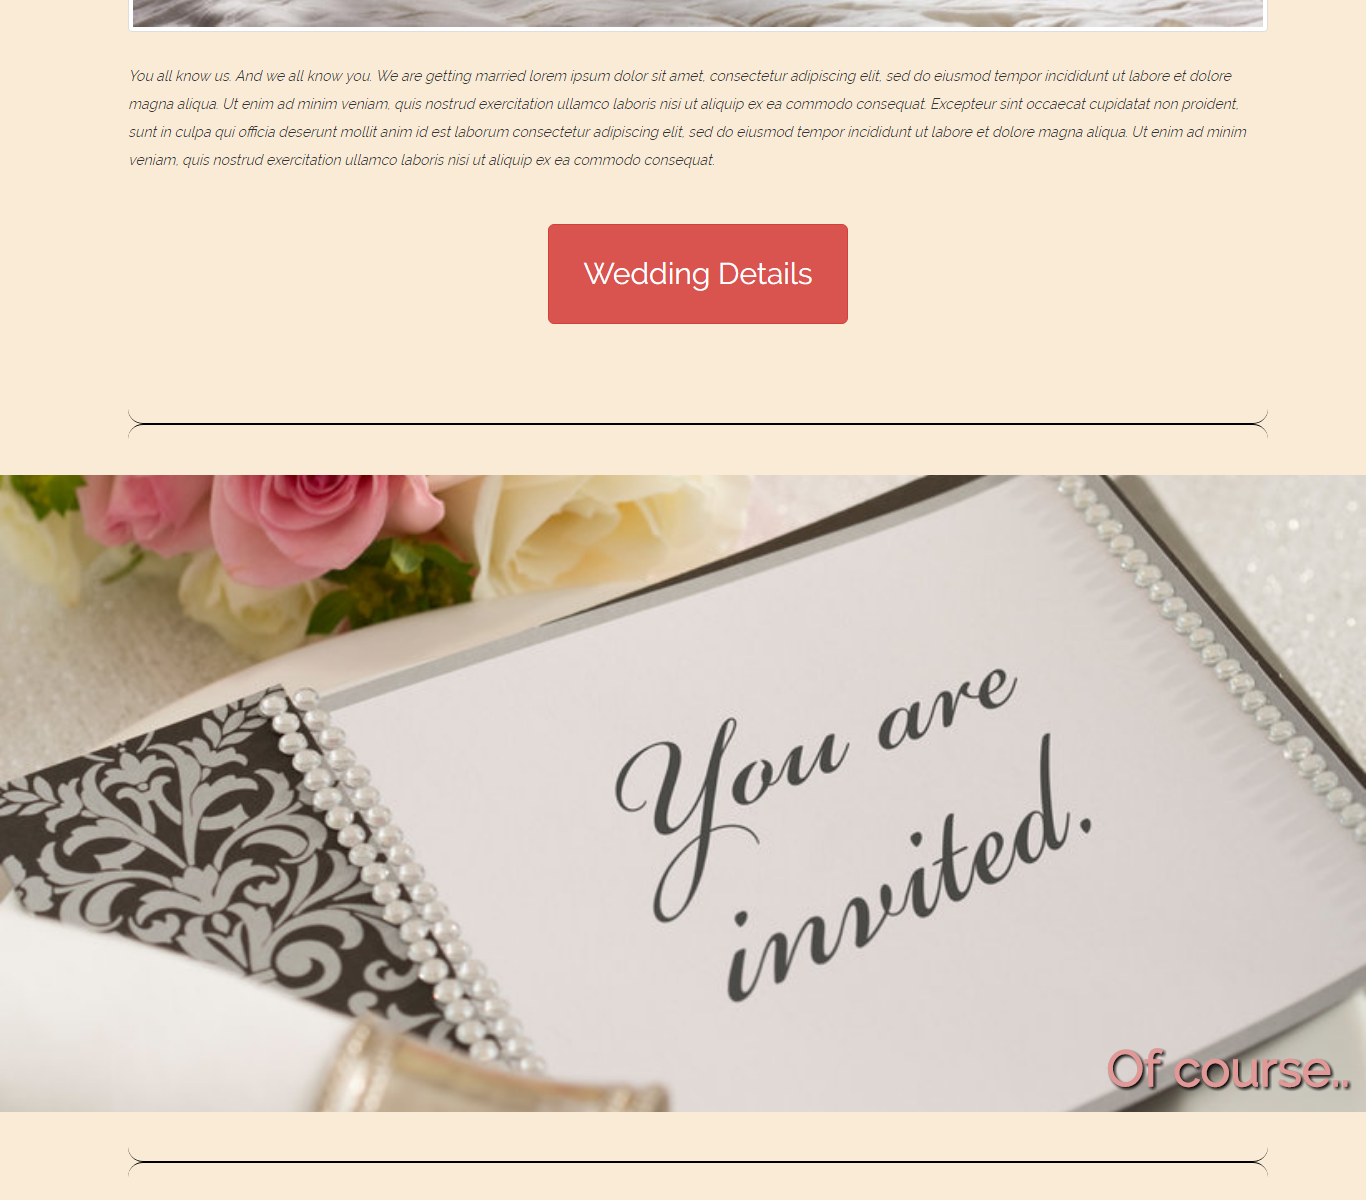 You all know us. And we all know you. We are getting married lorem ipsum dolor sit amet, consectetur adipiscing elit, sed do eiusmod tempor incididunt ut labore et dolore
magna aliqua. Ut enim ad minim veniam, quis nostrud exercitation ullamco laboris nisi ut aliquip ex ea commodo consequat. Excepteur sint occaecat cupidatat non proident,
sunt in culpa qui officia deserunt mollit anim id est laborum consectetur adipiscing elit, sed do eiusmod tempor incididunt ut labore et dolore magna aliqua. Ut enim ad minim
veniam, quis nostrud exercitation ullamco laboris nisi ut aliquip ex ea commodo consequat.
Wedding Details
You are
invited.
Of course..